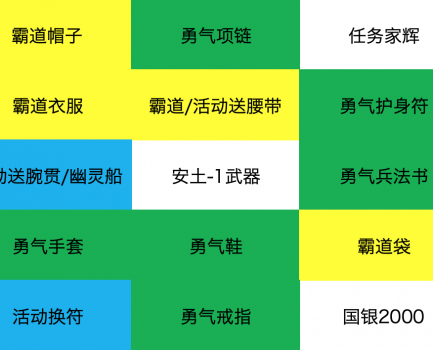 霸道帽子 勇气项链 任务家辉
霸道衣服 霸道/活动送腰带 勇气护身符
送腕贯/幽灵船 安土-1武器 勇气兵法书
勇气手套 勇气鞋 霸道袋
活动换符 勇气戒指 国银2000